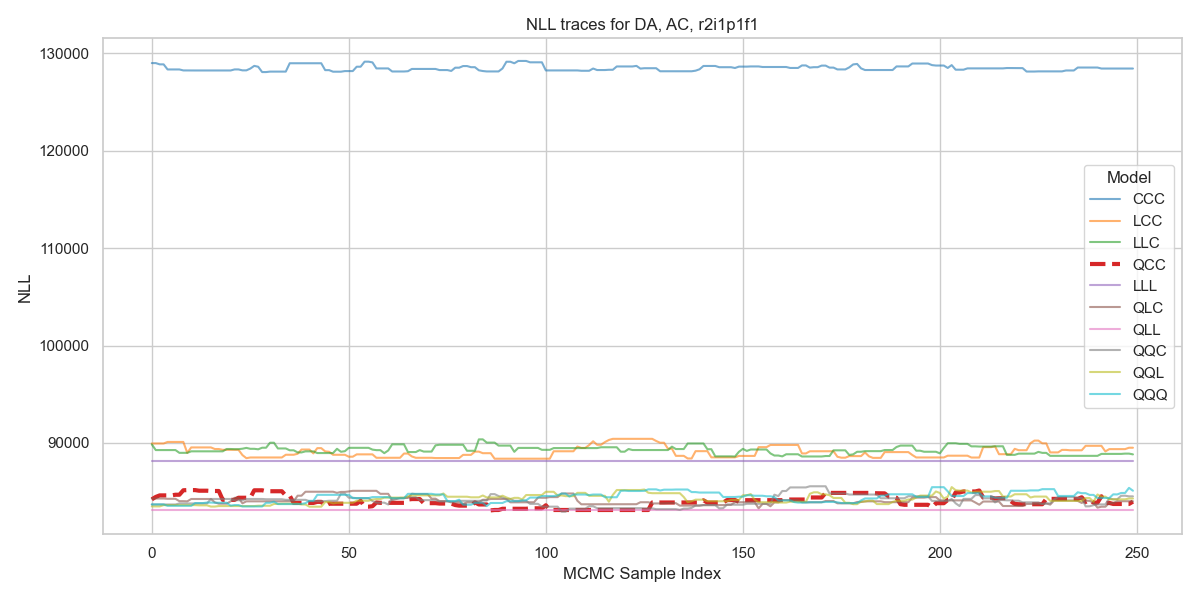 NLL traces for DA, AC, r2i1p1f1
130000
120000
110000
100000
90000
NLL
0
50
100
150
200
250
MCMC Sample Index
Model
CCC
LCC
LLC
QCC
LLL
QLC
QLL
QQC
QQL
QQQ